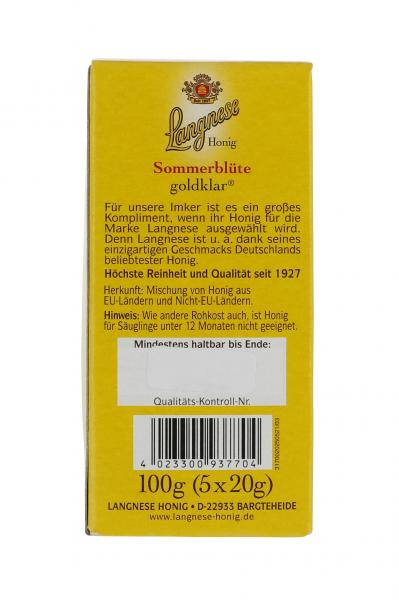 Seit 1927
Langnese
Honig
Sommerblüte
goldklar®
Für unsere Imker ist es ein großes
Kompliment, wenn ihr Honig für die
Marke Langnese ausgewählt wird.
Denn Langnese ist u. a. dank seines
einzigartigen Geschmacks Deutschlands
beliebtester Honig.
Höchste Reinheit und Qualität seit 1927
Herkunft: Mischung von Honig aus
EU-Ländern und Nicht-EU-Ländern.
Hinweis: Wie andere Rohkost auch, ist Honig
für Säuglinge unter 12 Monaten nicht geeignet.
Mindestens haltbar bis Ende:
Qualitäts-Kontroll-Nr.
4 023300 937704
3170020250521/03
100g (5x20g)
LANGNESE HONIG • D-22933 BARGTEHEIDE
www.langnese-honig.de